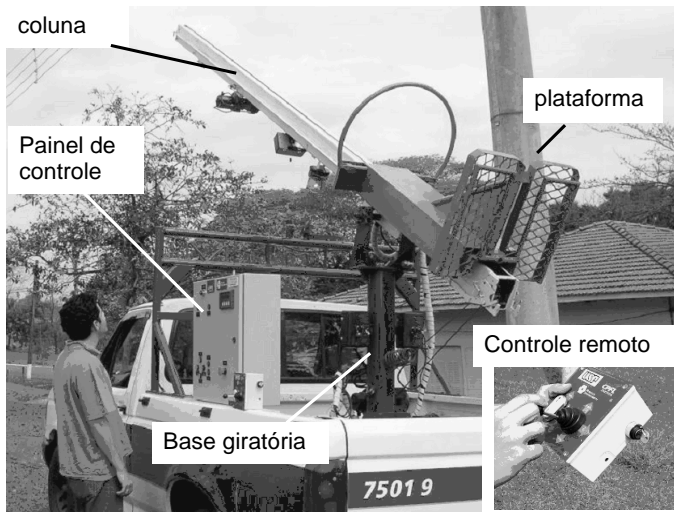 coluna
plataforma
Painel de
controle
Controle remoto
Base giratória
7501 9